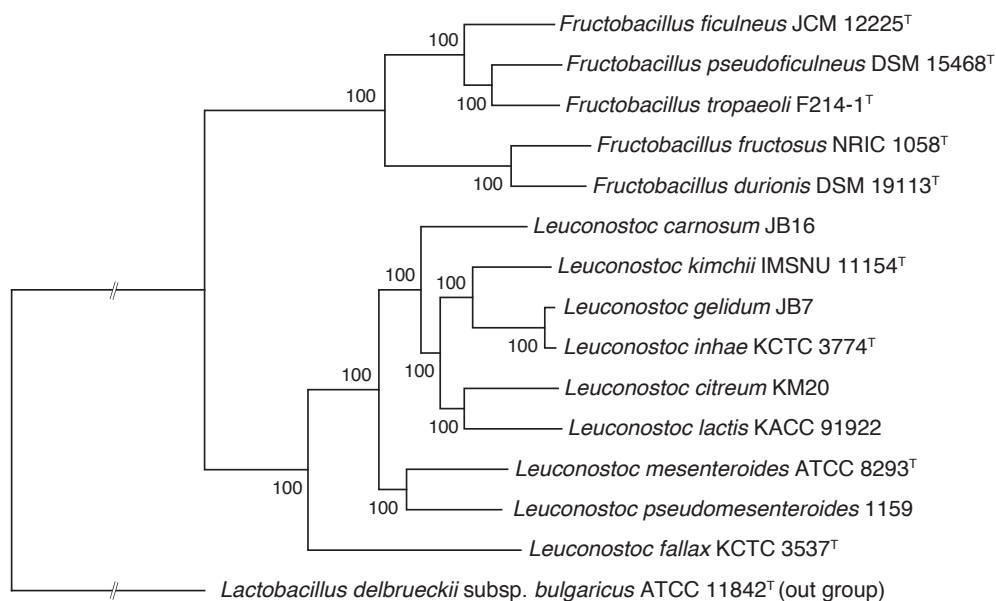 Fructobacillus ficulneus JCM 12225ᵀ
100
Fructobacillus pseudoficulneus DSM 15468ᵀ
100
100
Fructobacillus tropaeoli F214-1ᵀ
Fructobacillus fructosus NRIC 1058ᵀ
100
Fructobacillus durionis DSM 19113ᵀ
Leuconostoc carnosum JB16
100
100
Leuconostoc kimchii IMSNU 11154ᵀ
Leuconostoc gelidum JB7
100
Leuconostoc inhae KCTC 3774ᵀ
100
100
Leuconostoc citreum KM20
100
Leuconostoc lactis KACC 91922
Leuconostoc mesenteroides ATCC 8293ᵀ
100
100
Leuconostoc pseudomesenteroides 1159
Leuconostoc fallax KCTC 3537ᵀ
Lactobacillus delbrueckii subsp. bulgaricus ATCC 11842ᵀ (out group)